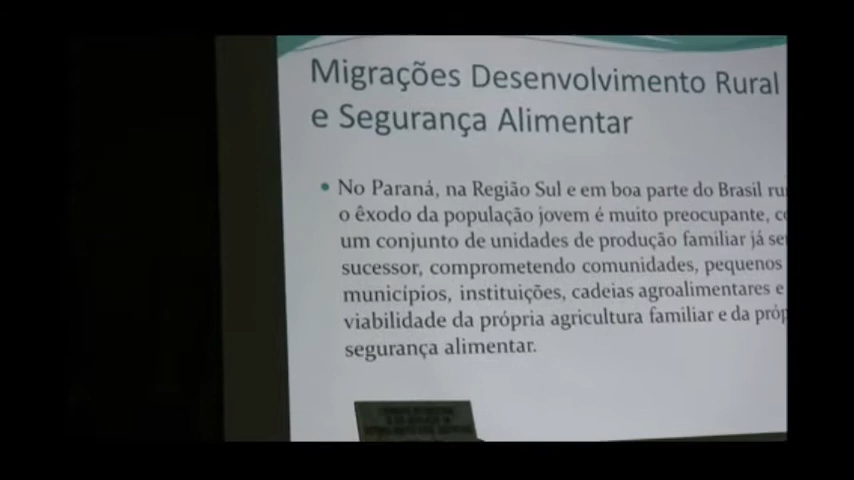 Migrações Desenvolvimento Rural
e Segurança Alimentar
• No Paraná, na Região Sul e em boa parte do Brasil
o êxodo da população jovem é muito preocupante,
um conjunto de unidades de produção familiar já
sucessor, comprometendo comunidades, pequenos
municípios, instituições, cadeias agroalimentares e
viabilidade da própria agricultura familiar e da
segurança alimentar.